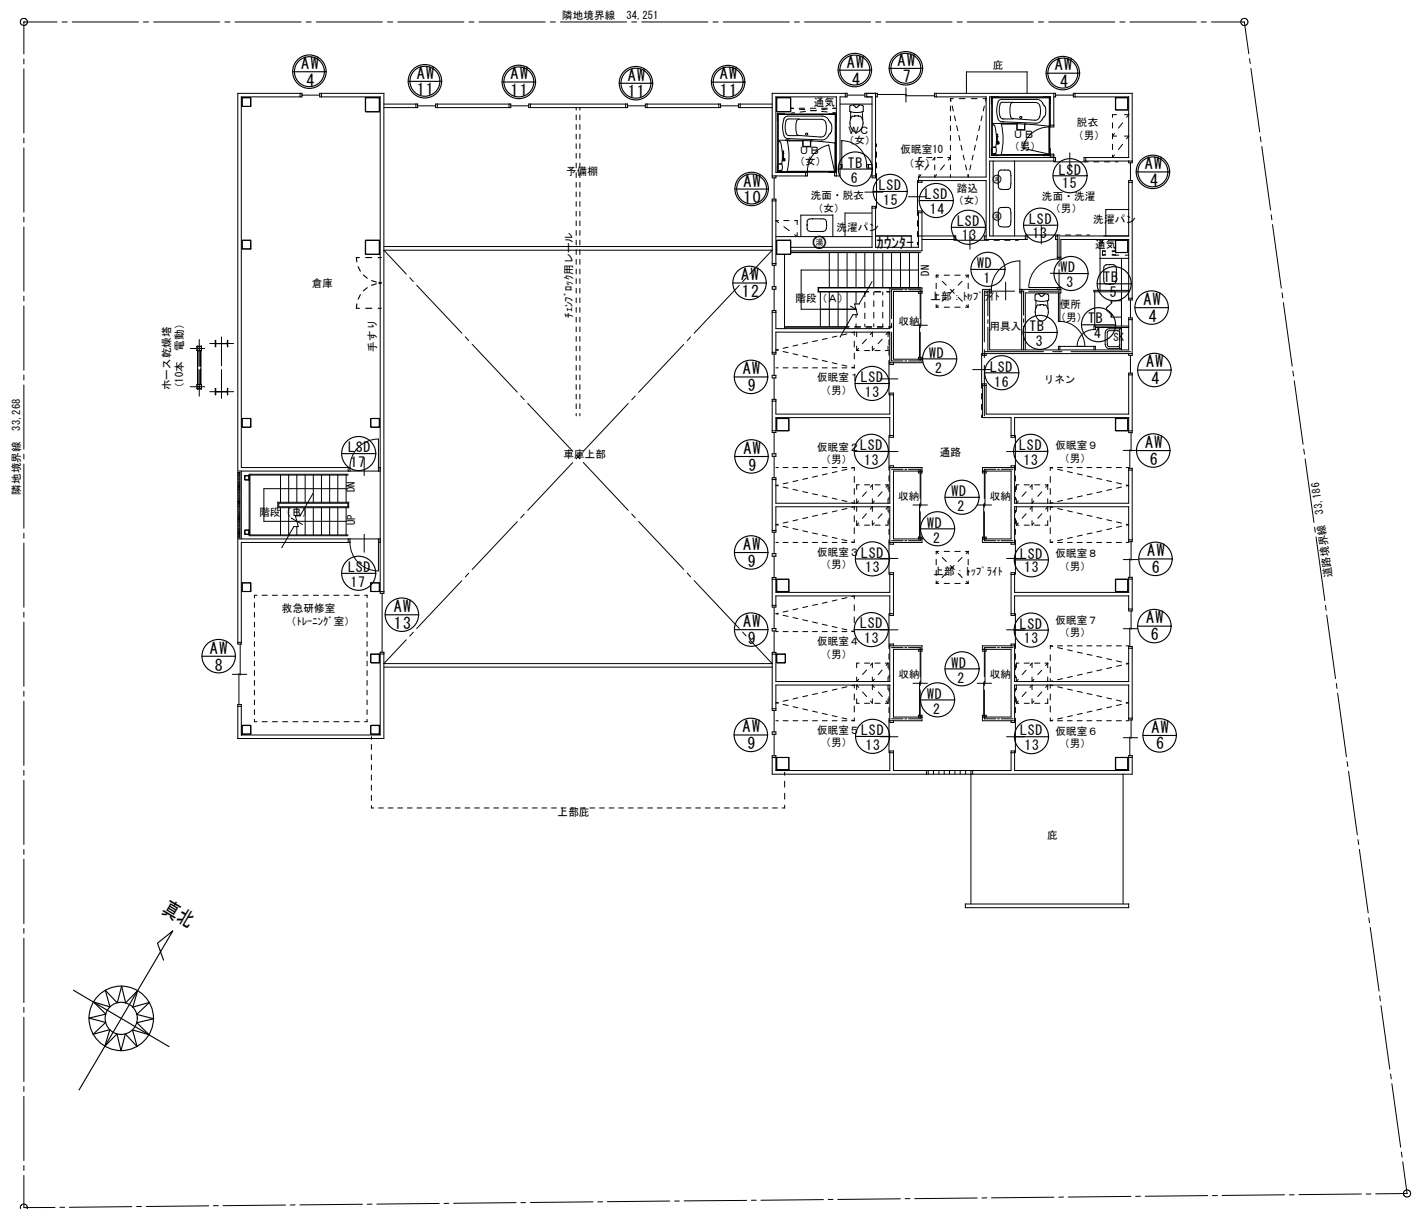 隣地境界線 34,251
AW 4
AW 11
AW 11
AW 11
AW 11
AW 4
AW 7
庇
AW 4
通気
WC
(女)
UB
(女)
TB 6
仮眠室10
(女)
UB
(男)
脱衣
(男)
予備棚
AW 10
洗面・脱衣
(女)
LSD 15
LSD 14
踏込
(女)
LSD 15
洗面・洗濯
(男)
AW 4
洗濯パン
湯
カウンター
LSD 13
湯
湯
LSD 13
洗濯パン
通気
チェンブロック用レール
倉庫
手すり
ホース乾燥塔
(10本 電動)
AW 12
階段（A）
DN
上部：トップライト
WD 1
WD 3
TB 5
便所
(男)
AW 4
収納
用具入
TB 3
TB 4
SK
WD 2
AW 9
仮眠室1
(男)
LSD 13
LSD 16
リネン
AW 4
隣地境界線 33,268
LSD 17
車庫上部
AW 9
仮眠室2
(男)
LSD 13
通路
LSD 13
仮眠室9
(男)
AW 6
階段（B）
DN
UP
収納
WD 2
収納
WD 2
道路境界線 33,186
AW 9
仮眠室3
(男)
LSD 13
上部：トップライト
LSD 13
仮眠室8
(男)
AW 6
LSD 17
救急研修室
(トレーニング室)
AW 13
AW 8
AW 9
仮眠室4
(男)
LSD 13
LSD 13
仮眠室7
(男)
AW 6
収納
WD 2
収納
WD 2
AW 9
仮眠室5
(男)
LSD 13
LSD 13
仮眠室6
(男)
AW 6
上部庇
庇
真北